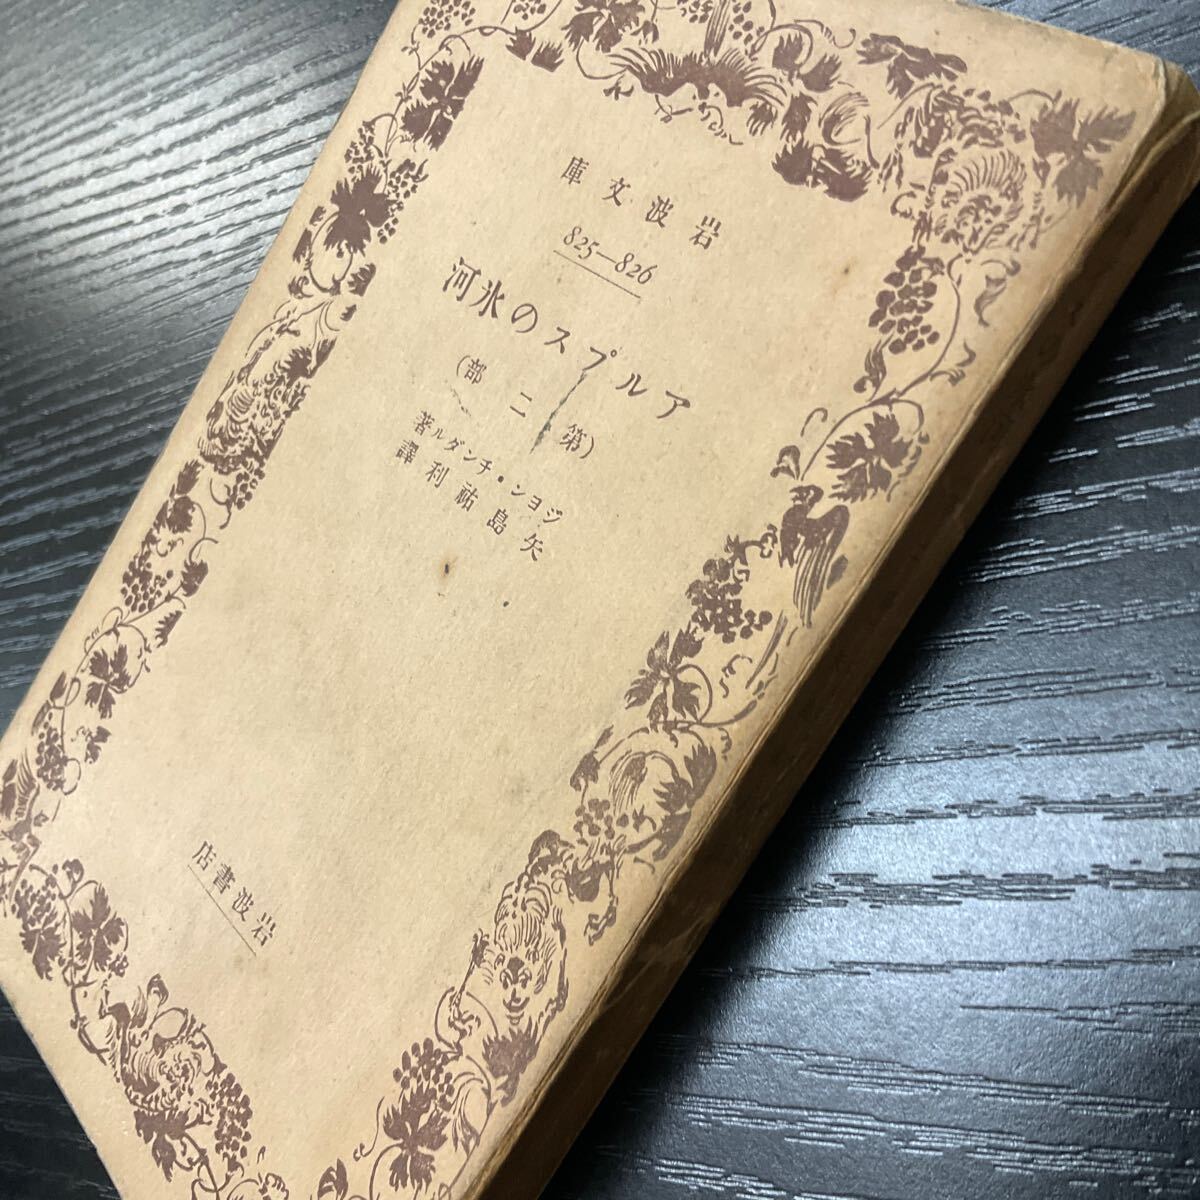 岩波文庫
825—826
アルプスの氷河
(第二部)
ジヨン・チンダル著
矢島祐利譯
岩波書店